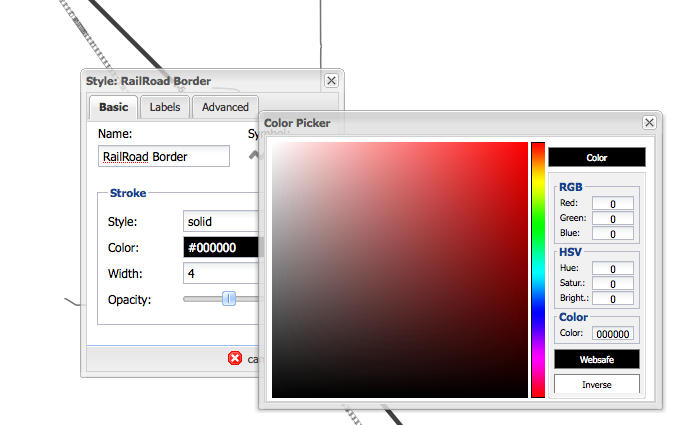 Style: RailRoad Border
Basic Labels Advanced
Name:
RailRoad Border
Stroke
Style: solid
Color: #000000
Width: 4
Opacity:
Color Picker
Color
RGB
Red: 0
Green: 0
Blue: 0
HSV
Hue: 0
Satur.: 0
Bright.: 0
Color
Color: 000000
Websafe
Inverse